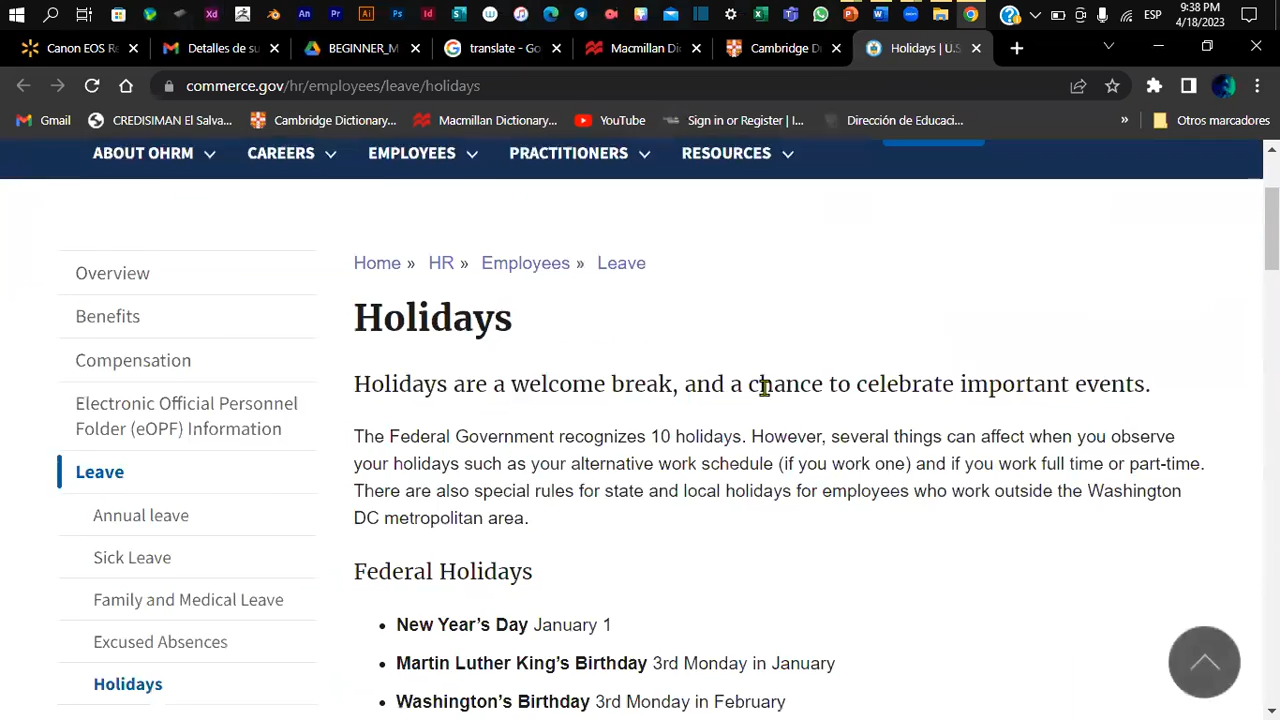 Xd An Pr Ai Ps Id S W 9:38 PM
ESP 4/18/2023
Canon EOS Re
Detalles de su
BEGINNER_M
translate - Go
Macmillan Dic
Cambridge D
Holidays | U.S
commerce.gov/hr/employees/leave/holidays
Gmail
CREDISIMAN El Salva...
Cambridge Dictionary...
Macmillan Dictionary...
YouTube
Sign in or Register | I...
Dirección de Educaci...
»
Otros marcadores
ABOUT OHRM
CAREERS
EMPLOYEES
PRACTITIONERS
RESOURCES
Overview
Benefits
Compensation
Electronic Official Personnel
Folder (eOPF) Information
Leave
Annual leave
Sick Leave
Family and Medical Leave
Excused Absences
Holidays
Home » HR » Employees » Leave
Holidays
Holidays are a welcome break, and a chance to celebrate important events.
The Federal Government recognizes 10 holidays. However, several things can affect when you observe
your holidays such as your alternative work schedule (if you work one) and if you work full time or part-time.
There are also special rules for state and local holidays for employees who work outside the Washington
DC metropolitan area.
Federal Holidays
• New Year’s Day January 1
• Martin Luther King’s Birthday 3rd Monday in January
• Washington’s Birthday 3rd Monday in February